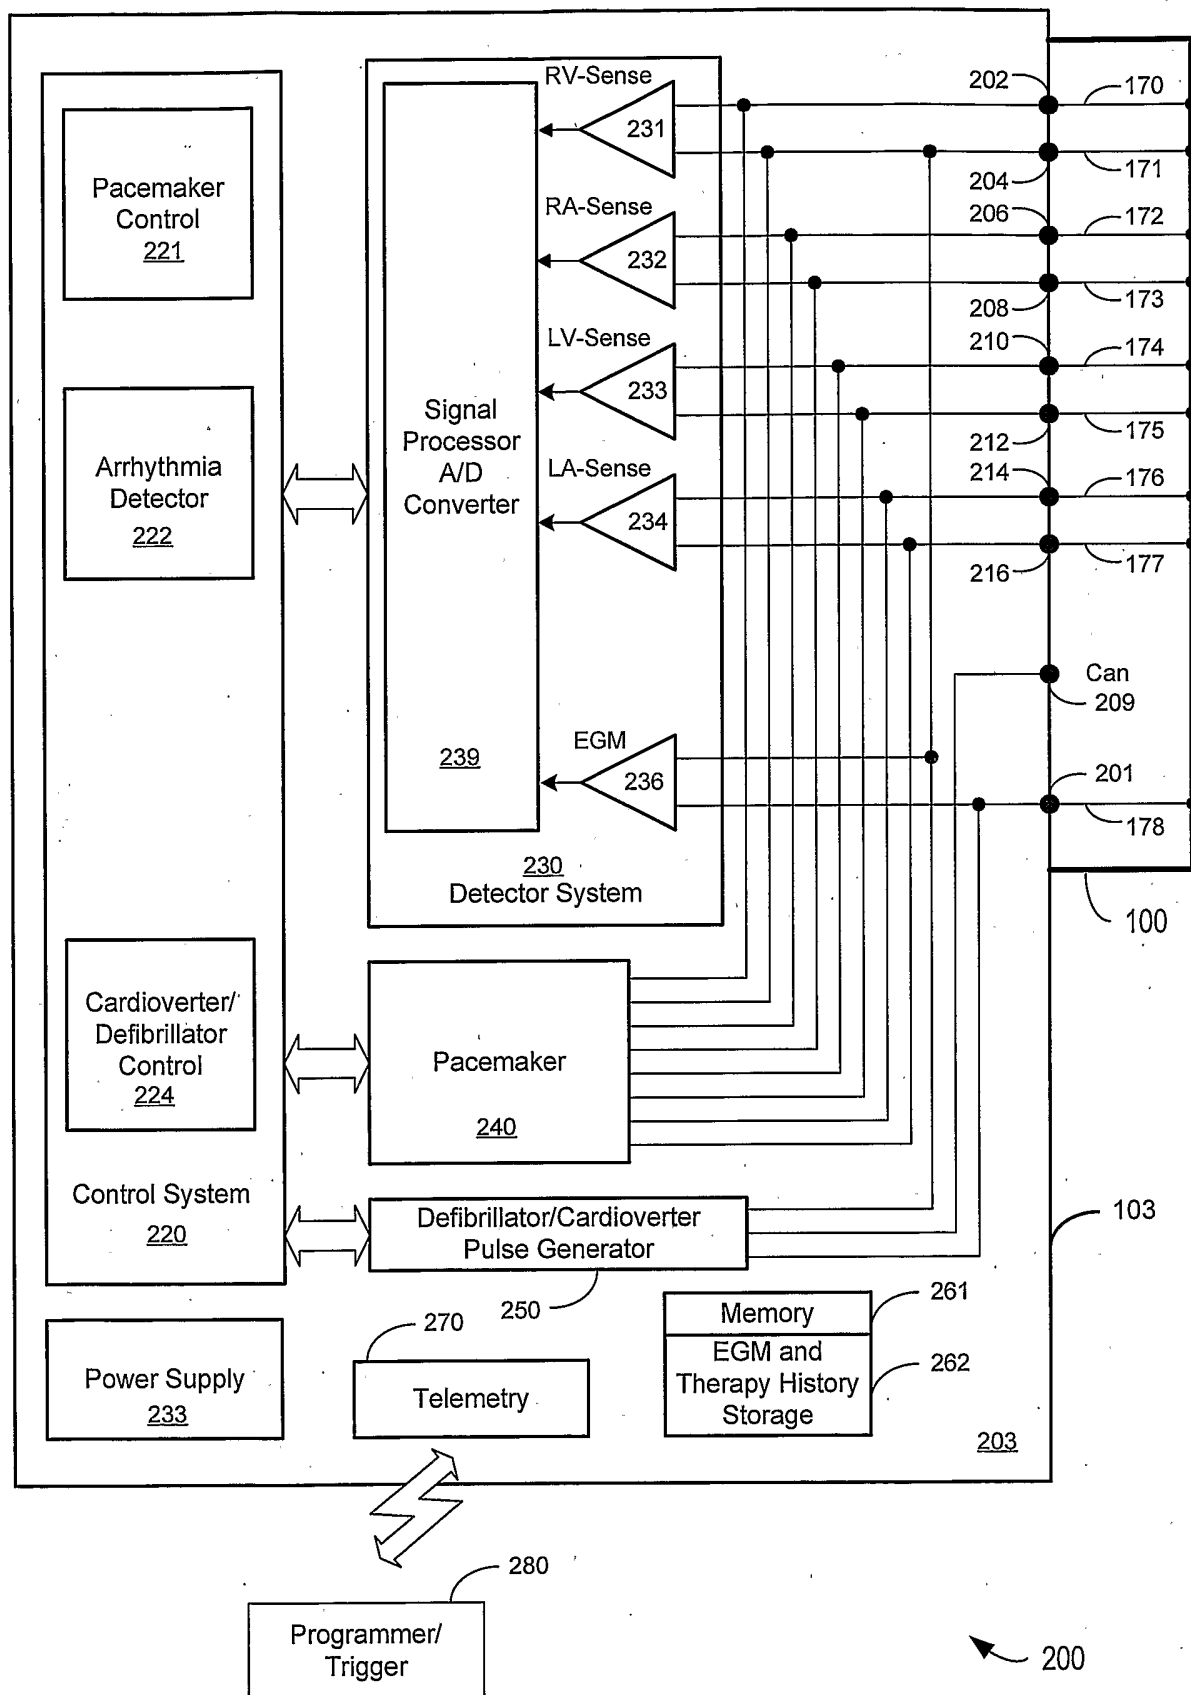 RV-Sense
202
170
231
204
171
Pacemaker
Control
221
RA-Sense
206
172
232
208
173
LV-Sense
210
174
233
212
175
Signal
Processor
A/D
Converter
Arrhythmia
Detector
222
LA-Sense
214
176
234
216
177
Can
209
EGM
239
236
201
178
230
Detector System
100
Cardioverter/
Defibrillator
Control
224
Pacemaker
240
Control System
220
Defibrillator/Cardioverter
Pulse Generator
103
250
270
261
Memory
EGM and
Therapy History
Storage
262
Power Supply
233
Telemetry
203
280
Programmer/
Trigger
200